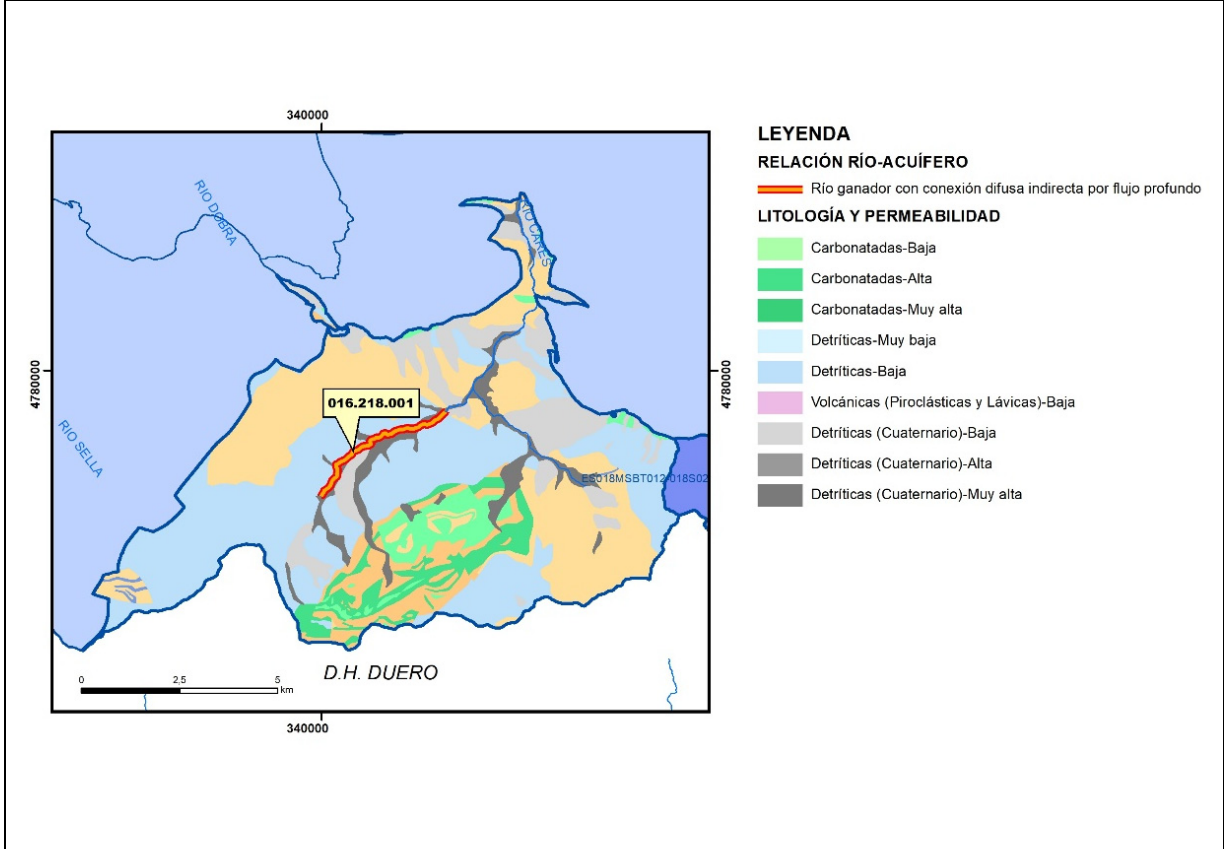 340000
LEYENDA
RELACIÓN RÍO-ACUÍFERO
Río ganador con conexión difusa indirecta por flujo profundo
LITOLOGÍA Y PERMEABILIDAD
Carbonatadas-Baja
Carbonatadas-Alta
Carbonatadas-Muy alta
Detríticas-Muy baja
Detríticas-Baja
Volcánicas (Piroclásticas y Lávicas)-Baja
Detríticas (Cuaternario)-Baja
Detríticas (Cuaternario)-Alta
Detríticas (Cuaternario)-Muy alta
RIO DOBRA
RIO CARES
4780000
4780000
016.218.001
RIO SELLA
ES018MSBT012-018S02
D.H. DUERO
0 2,5 5
km
340000